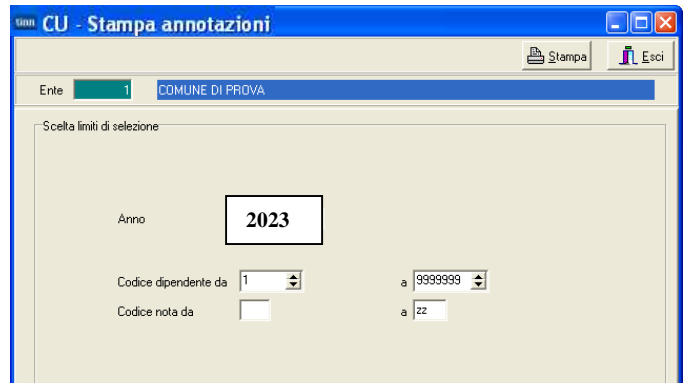 tinn CU - Stampa annotazioni
Stampa Esci
Ente 1 COMUNE DI PROVA
Scelta limiti di selezione
Anno 2023
Codice dipendente da 1 a 9999999
Codice nota da a zz